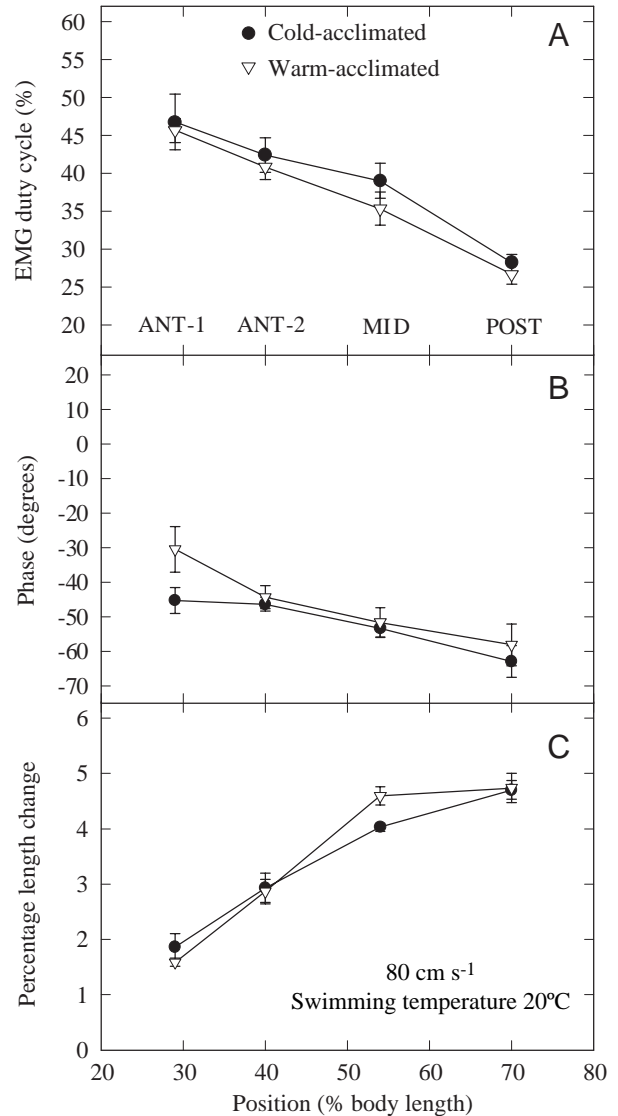 A
Cold-acclimated
Warm-acclimated
EMG duty cycle (%)
60
55
50
45
40
35
30
25
20
ANT-1 ANT-2 MID POST
B
Phase (degrees)
20
10
0
-10
-20
-30
-40
-50
-60
-70
C
Percentage length change
6
5
4
3
2
1
0
80 cm s-1
Swimming temperature 20ºC
20 30 40 50 60 70 80
Position (% body length)